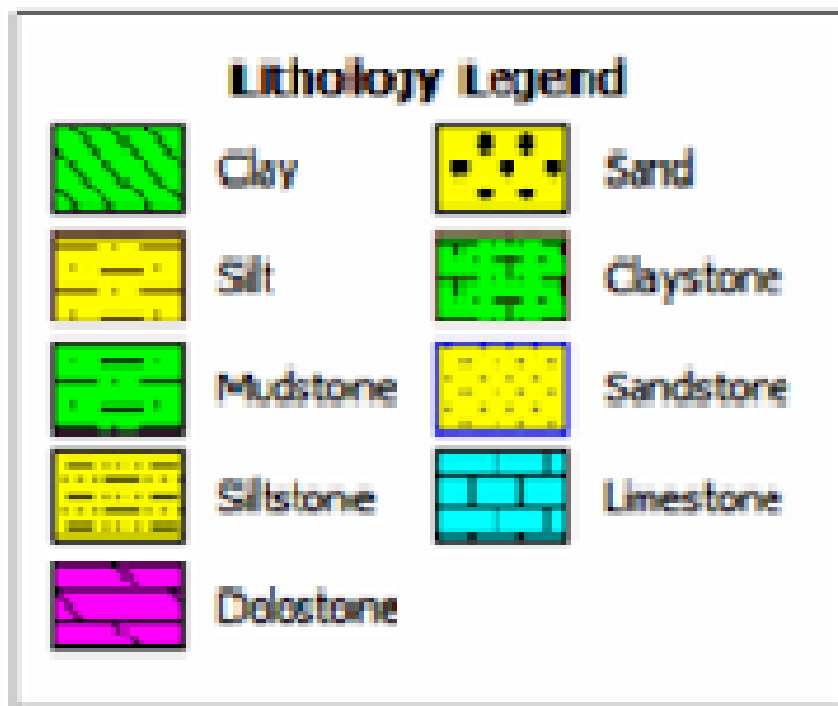 Lithology Legend
Clay
Sand
Silt
Claystone
Mudstone
Sandstone
Siltstone
Limestone
Dolostone